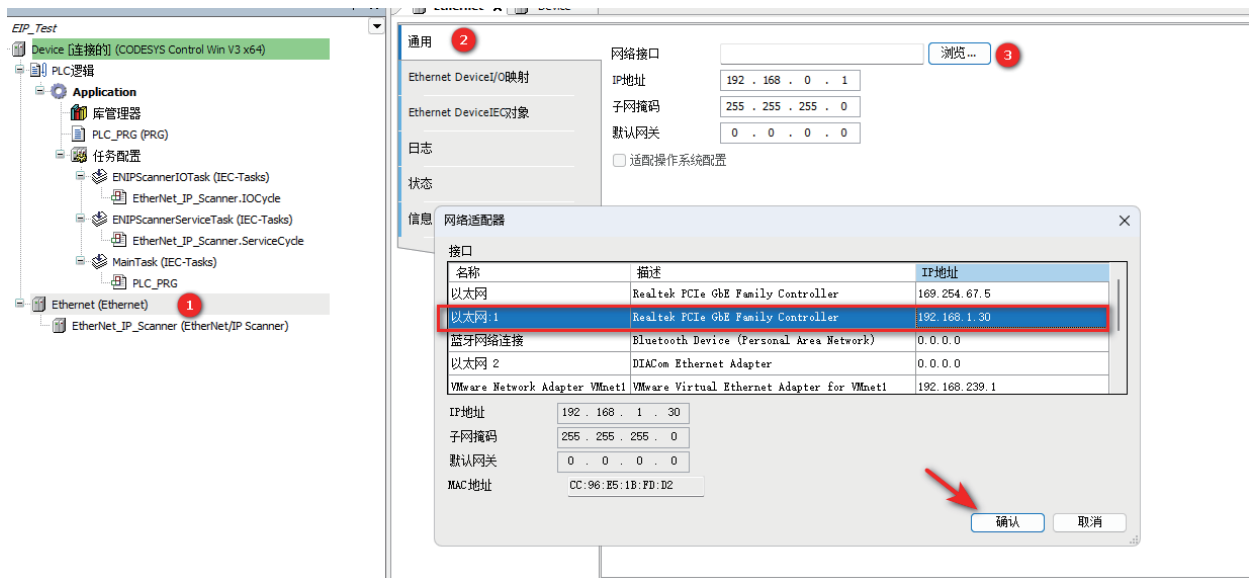 EIP_Test
Device [连接的] (CODESYS Control Win V3 x64)
PLC逻辑
Application
库管理器
PLC_PRG (PRG)
任务配置
ENIPScannerIOTask (IEC-Tasks)
EtherNet_IP_Scanner.IOCycle
ENIPScannerServiceTask (IEC-Tasks)
EtherNet_IP_Scanner.ServiceCycle
MainTask (IEC-Tasks)
PLC_PRG
Ethernet (Ethernet) 1
EtherNet_IP_Scanner (EtherNet/IP Scanner)
通用 2
Ethernet DeviceI/O映射
Ethernet DeviceIEC对象
日志
状态
信息
网络接口 浏览... 3
IP地址 192 . 168 . 0 . 1
子网掩码 255 . 255 . 255 . 0
默认网关 0 . 0 . 0 . 0
适配操作系统配置
网络适配器
接口
名称 描述 IP地址
以太网 Realtek PCIe GbE Family Controller 169.254.67.5
以太网:1 Realtek PCIe GbE Family Controller 192.168.1.30
蓝牙网络连接 Bluetooth Device (Personal Area Network) 0.0.0.0
以太网 2 DIACom Ethernet Adapter 0.0.0.0
VMware Network Adapter VMnet1 VMware Virtual Ethernet Adapter for VMnet1 192.168.239.1
IP地址 192 . 168 . 1 . 30
子网掩码 255 . 255 . 255 . 0
默认网关 0 . 0 . 0 . 0
MAC地址 CC:96:E5:1B:FD:D2
确认 取消